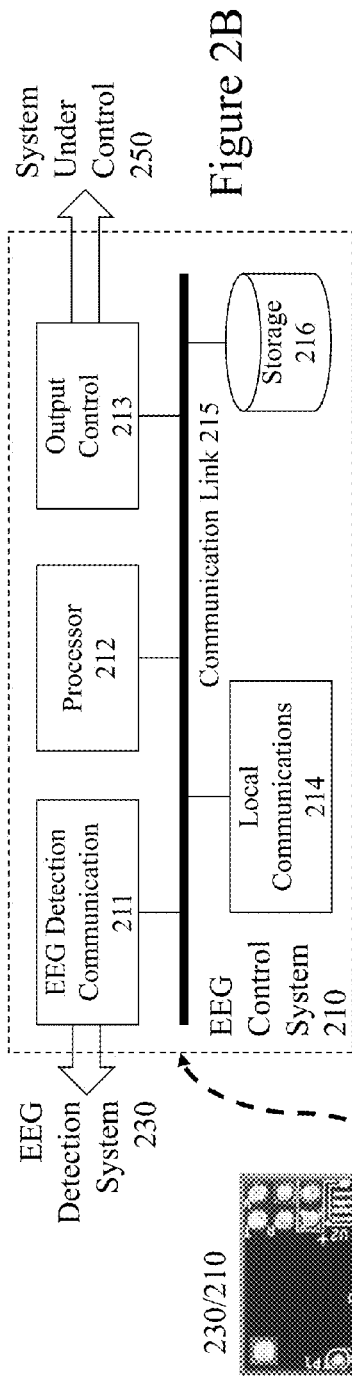 EEG
Detection
System
230
EEG Detection
Communication
211
Processor
212
Output
Control
213
System
Under
Control
250
Communication Link 215
EEG
Control
System
210
Local
Communications
214
Storage
216
Figure 2B
230/210